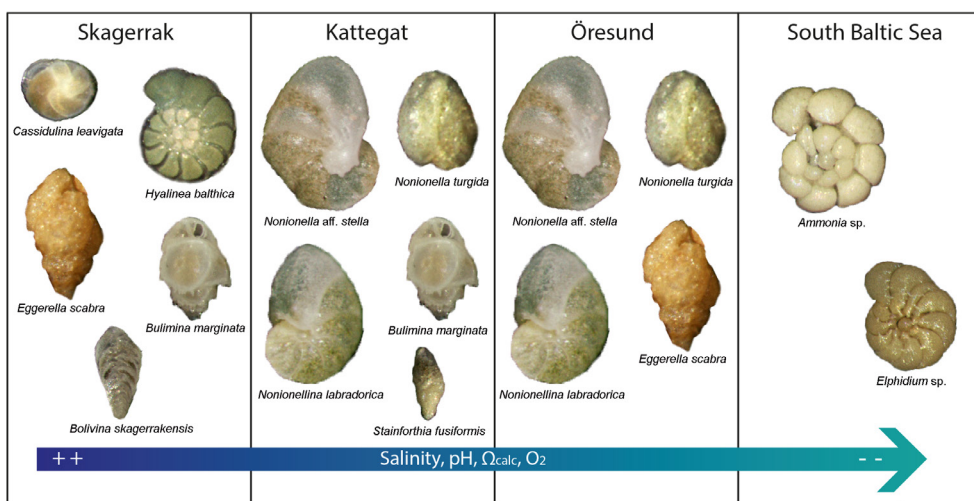 Skagerrak
Cassidulina leavigata
Hyalinea balthica
Eggerella scabra
Bulimina marginata
Bolivina skagerrakensis
Kattegat
Nonionella aff. stella
Nonionella turgida
Nonionellina labradorica
Bulimina marginata
Stainforthia fusiformis
Öresund
Nonionella aff. stella
Nonionella turgida
Nonionellina labradorica
Eggerella scabra
South Baltic Sea
Ammonia sp.
Elphidium sp.
++ Salinity, pH, Ωcalc, O2 --